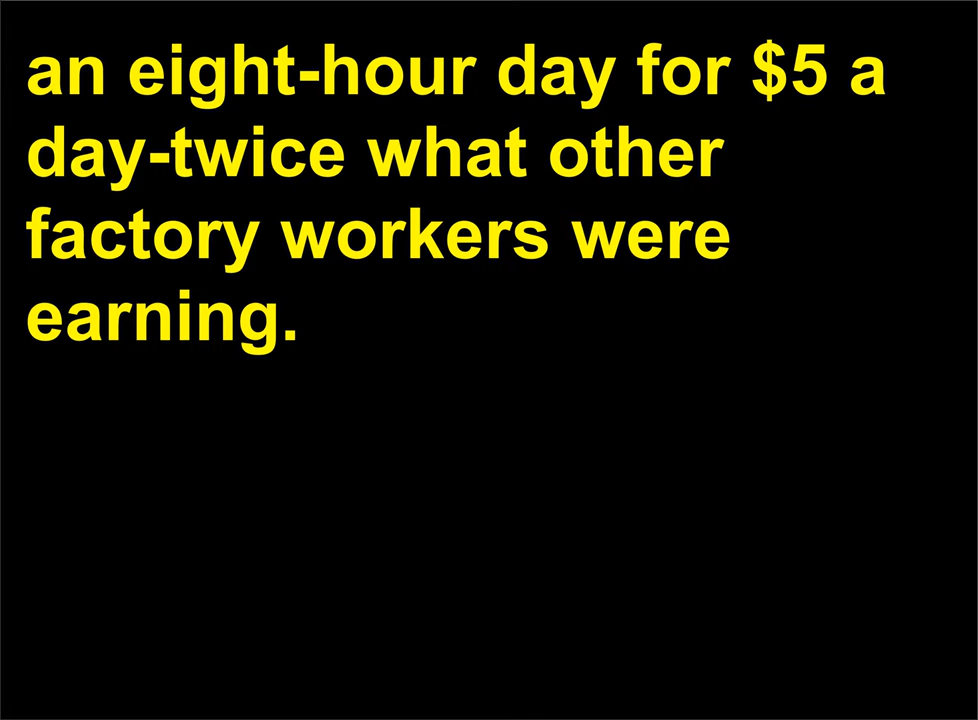 an eight-hour day for $5 a
day-twice what other
factory workers were
earning.